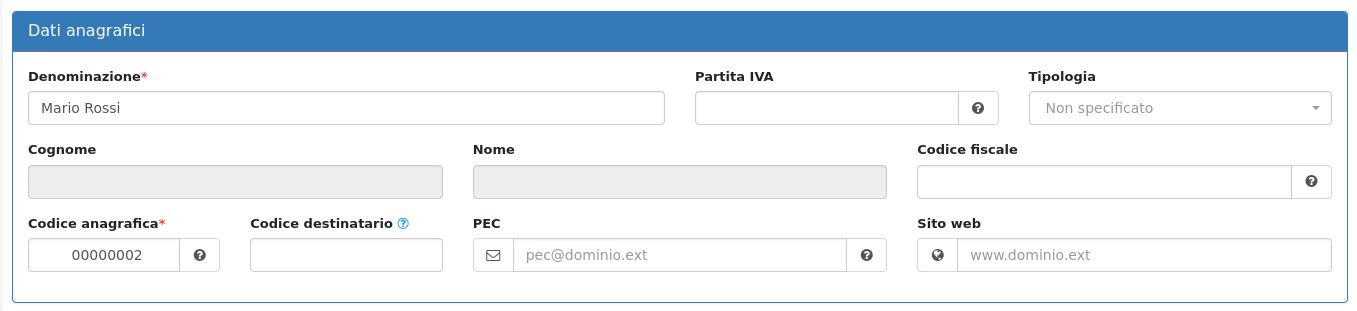 Dati anagrafici
Denominazione* Partita IVA Tipologia
Mario Rossi Non specificato
Cognome Nome Codice fiscale
Codice anagrafica* Codice destinatario PEC Sito web
00000002 pec@dominio.ext www.dominio.ext